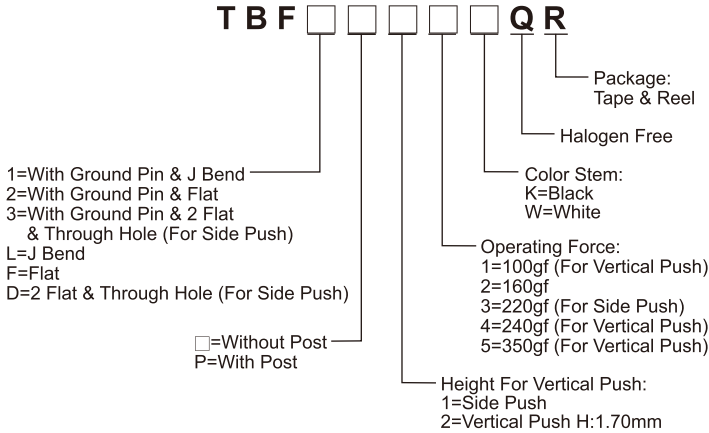 TBF□□□□□QR
Package:
Tape & Reel
Halogen Free
Color Stem:
K=Black
W=White
1=With Ground Pin & J Bend
2=With Ground Pin & Flat
3=With Ground Pin & 2 Flat
& Through Hole (For Side Push)
L=J Bend
F=Flat
D=2 Flat & Through Hole (For Side Push)
Operating Force:
1=100gf (For Vertical Push)
2=160gf
3=220gf (For Side Push)
4=240gf (For Vertical Push)
5=350gf (For Vertical Push)
□=Without Post
P=With Post
Height For Vertical Push:
1=Side Push
2=Vertical Push H:1.70mm